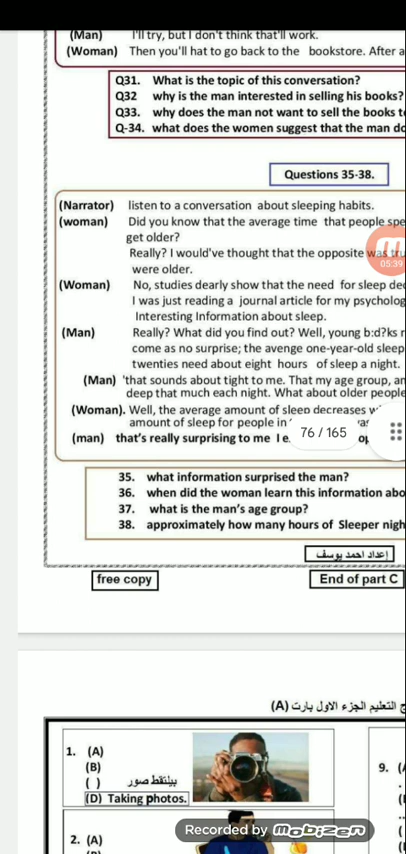 (Man) I'll try, but I don't think that'll work.
(Woman) Then you'll hat to go back to the bookstore. After a
Q31. What is the topic of this conversation?
Q32 why is the man interested in selling his books?
Q33. why does the man not want to sell the books t
Q-34. what does the women suggest that the man do
Questions 35-38.
(Narrator) listen to a conversation about sleeping habits.
(woman) Did you know that the average time that people spe
get older?
Really? I would've thought that the opposite was tru
were older.
(Woman) No, studies dearly show that the need for sleep de
I was just reading a journal article for my psycholog
Interesting Information about sleep.
(Man) Really? What did you find out? Well, young b:d?ks r
come as no surprise; the avenge one-year-old sleep
twenties need about eight hours of sleep a night.
(Man) 'that sounds about tight to me. That my age group, an
deep that much each night. What about older people
(Woman). Well, the average amount of sleep decreases
amount of sleep for people in
(man) that's really surprising to me I
05:39
76 / 165
35. what information surprised the man?
36. when did the woman learn this information abo
37. what is the man's age group?
38. approximately how many hours of Sleeper nigh
إعداد احمد يوسف
free copy
End of part C
التعليم الجزء الاول بارت (A)
1. (A)
(B)
( ) بيلتقط صور
(D) Taking photos.
9.
2. (A)
Recorded by mobizen